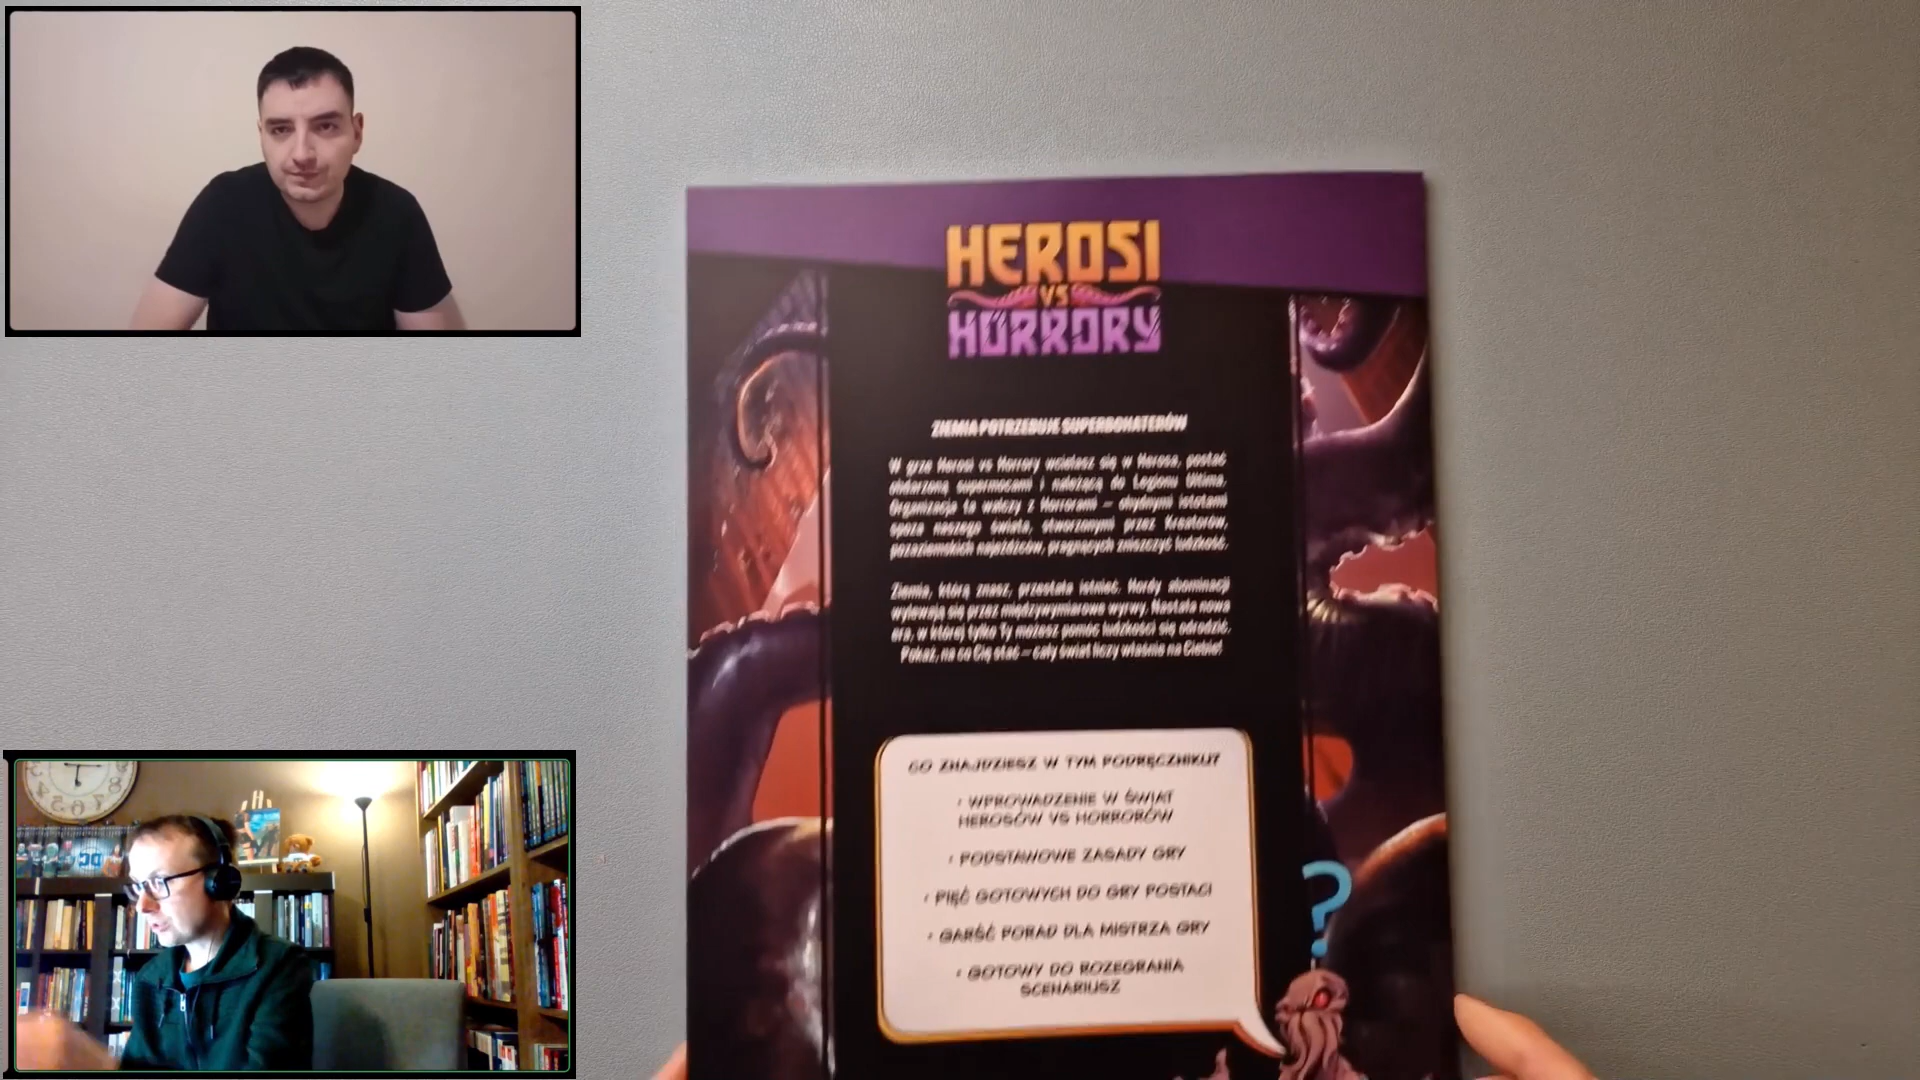 HEROSI
VS
HORRORY
ZIEMIA POTRZEBUJE SUPERBOHATERÓW
W grze Herosi vs Horrory wcielasz się w Herosa, postać
obdarzoną supermocami i należącą do Legionu Ultima.
Organizacja ta walczy z Horrorami – ohydnymi istotami
spoza naszego świata, stworzonymi przez Kreatorów,
pozaziemskich najeźdźców, pragnących zniszczyć ludzkość.
Ziemia, którą znasz, przestała istnieć. Hordy abominacji
wylewają się przez międzywymiarowe wyrwy. Nastała nowa
era, w której tylko Ty możesz pomóc ludzkości się odrodzić.
Pokaż, na co Cię stać – cały świat liczy właśnie na Ciebie!
CO ZNAJDZIESZ W TYM PODRĘCZNIKU?
• WPROWADZENIE W ŚWIAT
HEROSÓW VS HORRORÓW
• PODSTAWOWE ZASADY GRY
• PIĘĆ GOTOWYCH DO GRY POSTACI
• GARŚĆ PORAD DLA MISTRZA GRY
• GOTOWY DO ROZEGRANIA
SCENARIUSZ
?
DC